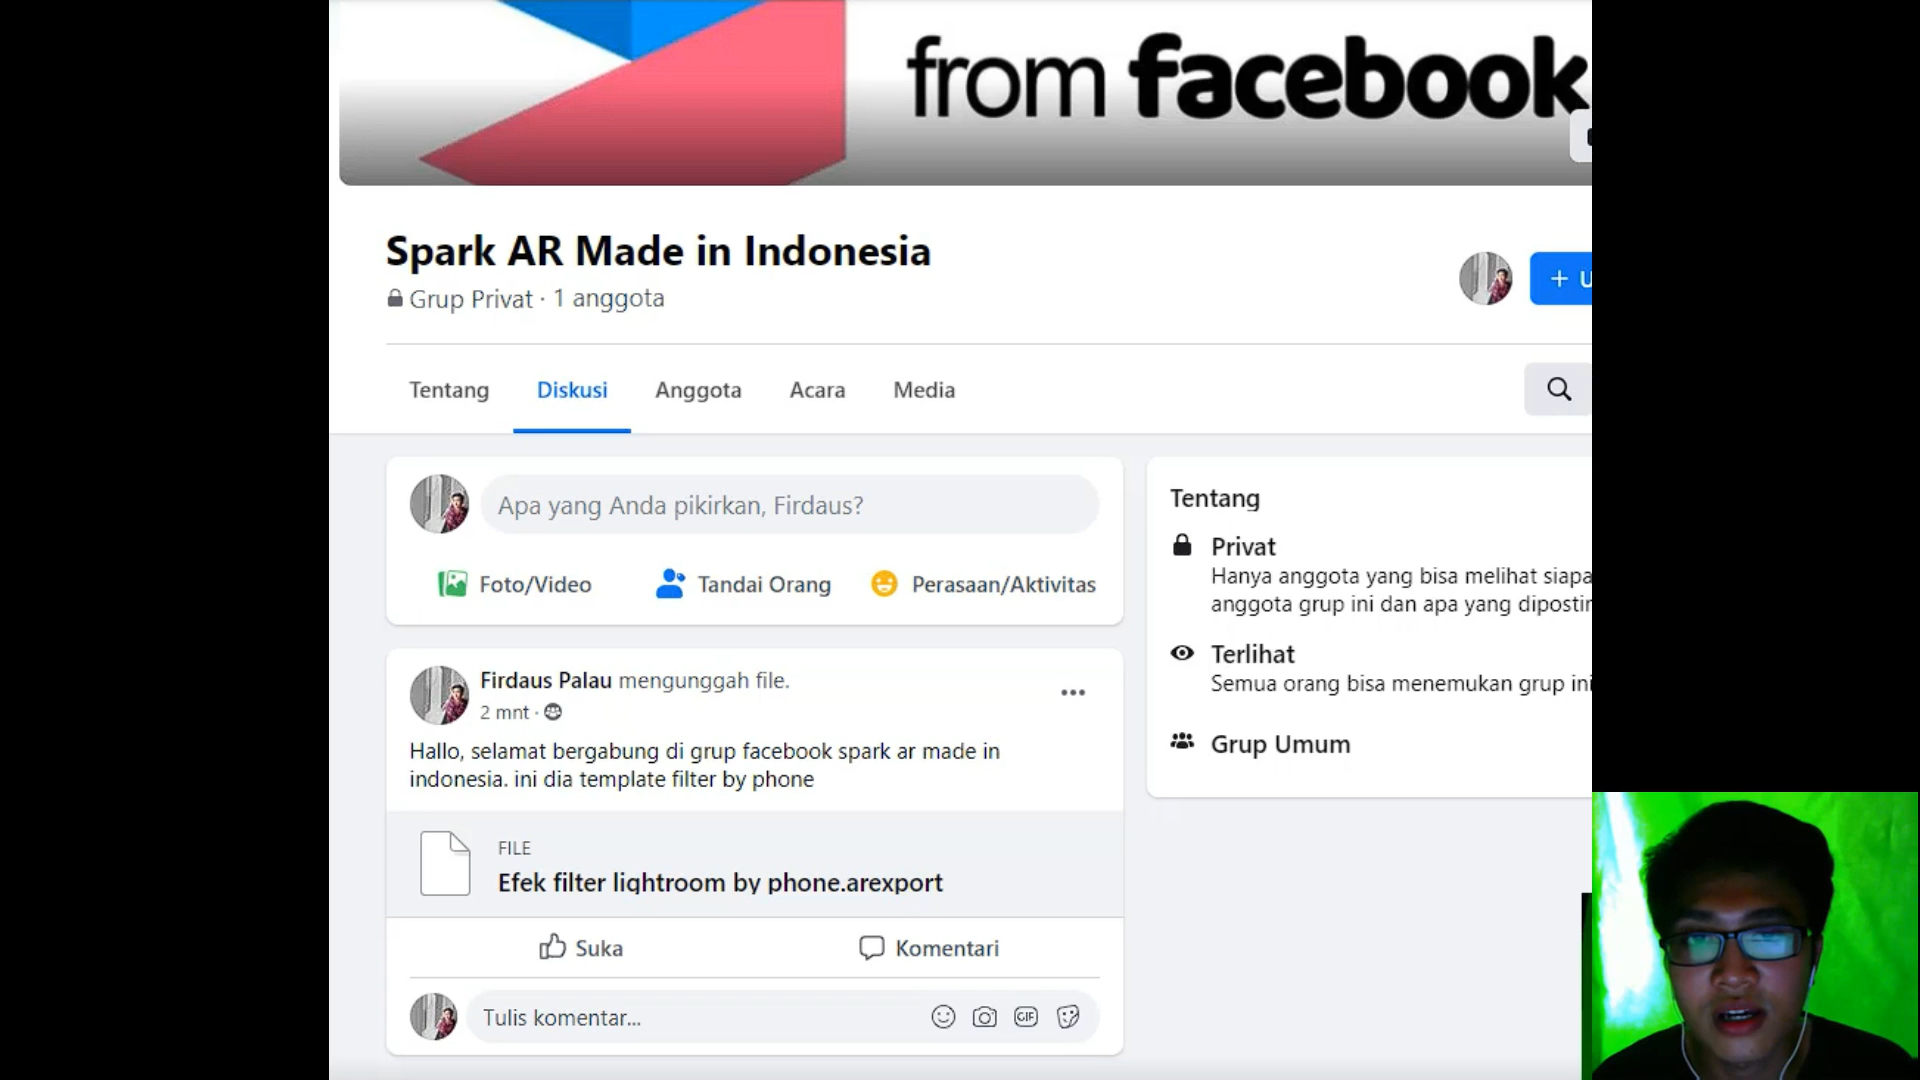 from facebook
Spark AR Made in Indonesia
Grup Privat · 1 anggota
Tentang
Diskusi
Anggota
Acara
Media
Apa yang Anda pikirkan, Firdaus?
Foto/Video
Tandai Orang
Perasaan/Aktivitas
Firdaus Palau mengunggah file.
2 mnt ·
Hallo, selamat bergabung di grup facebook spark ar made in
indonesia. ini dia template filter by phone
FILE
Efek filter lightroom by phone.arexport
Suka
Komentari
Tulis komentar...
GIF
Tentang
Privat
Hanya anggota yang bisa melihat siapa
anggota grup ini dan apa yang
Terlihat
Semua orang bisa menemukan grup ini
Grup Umum